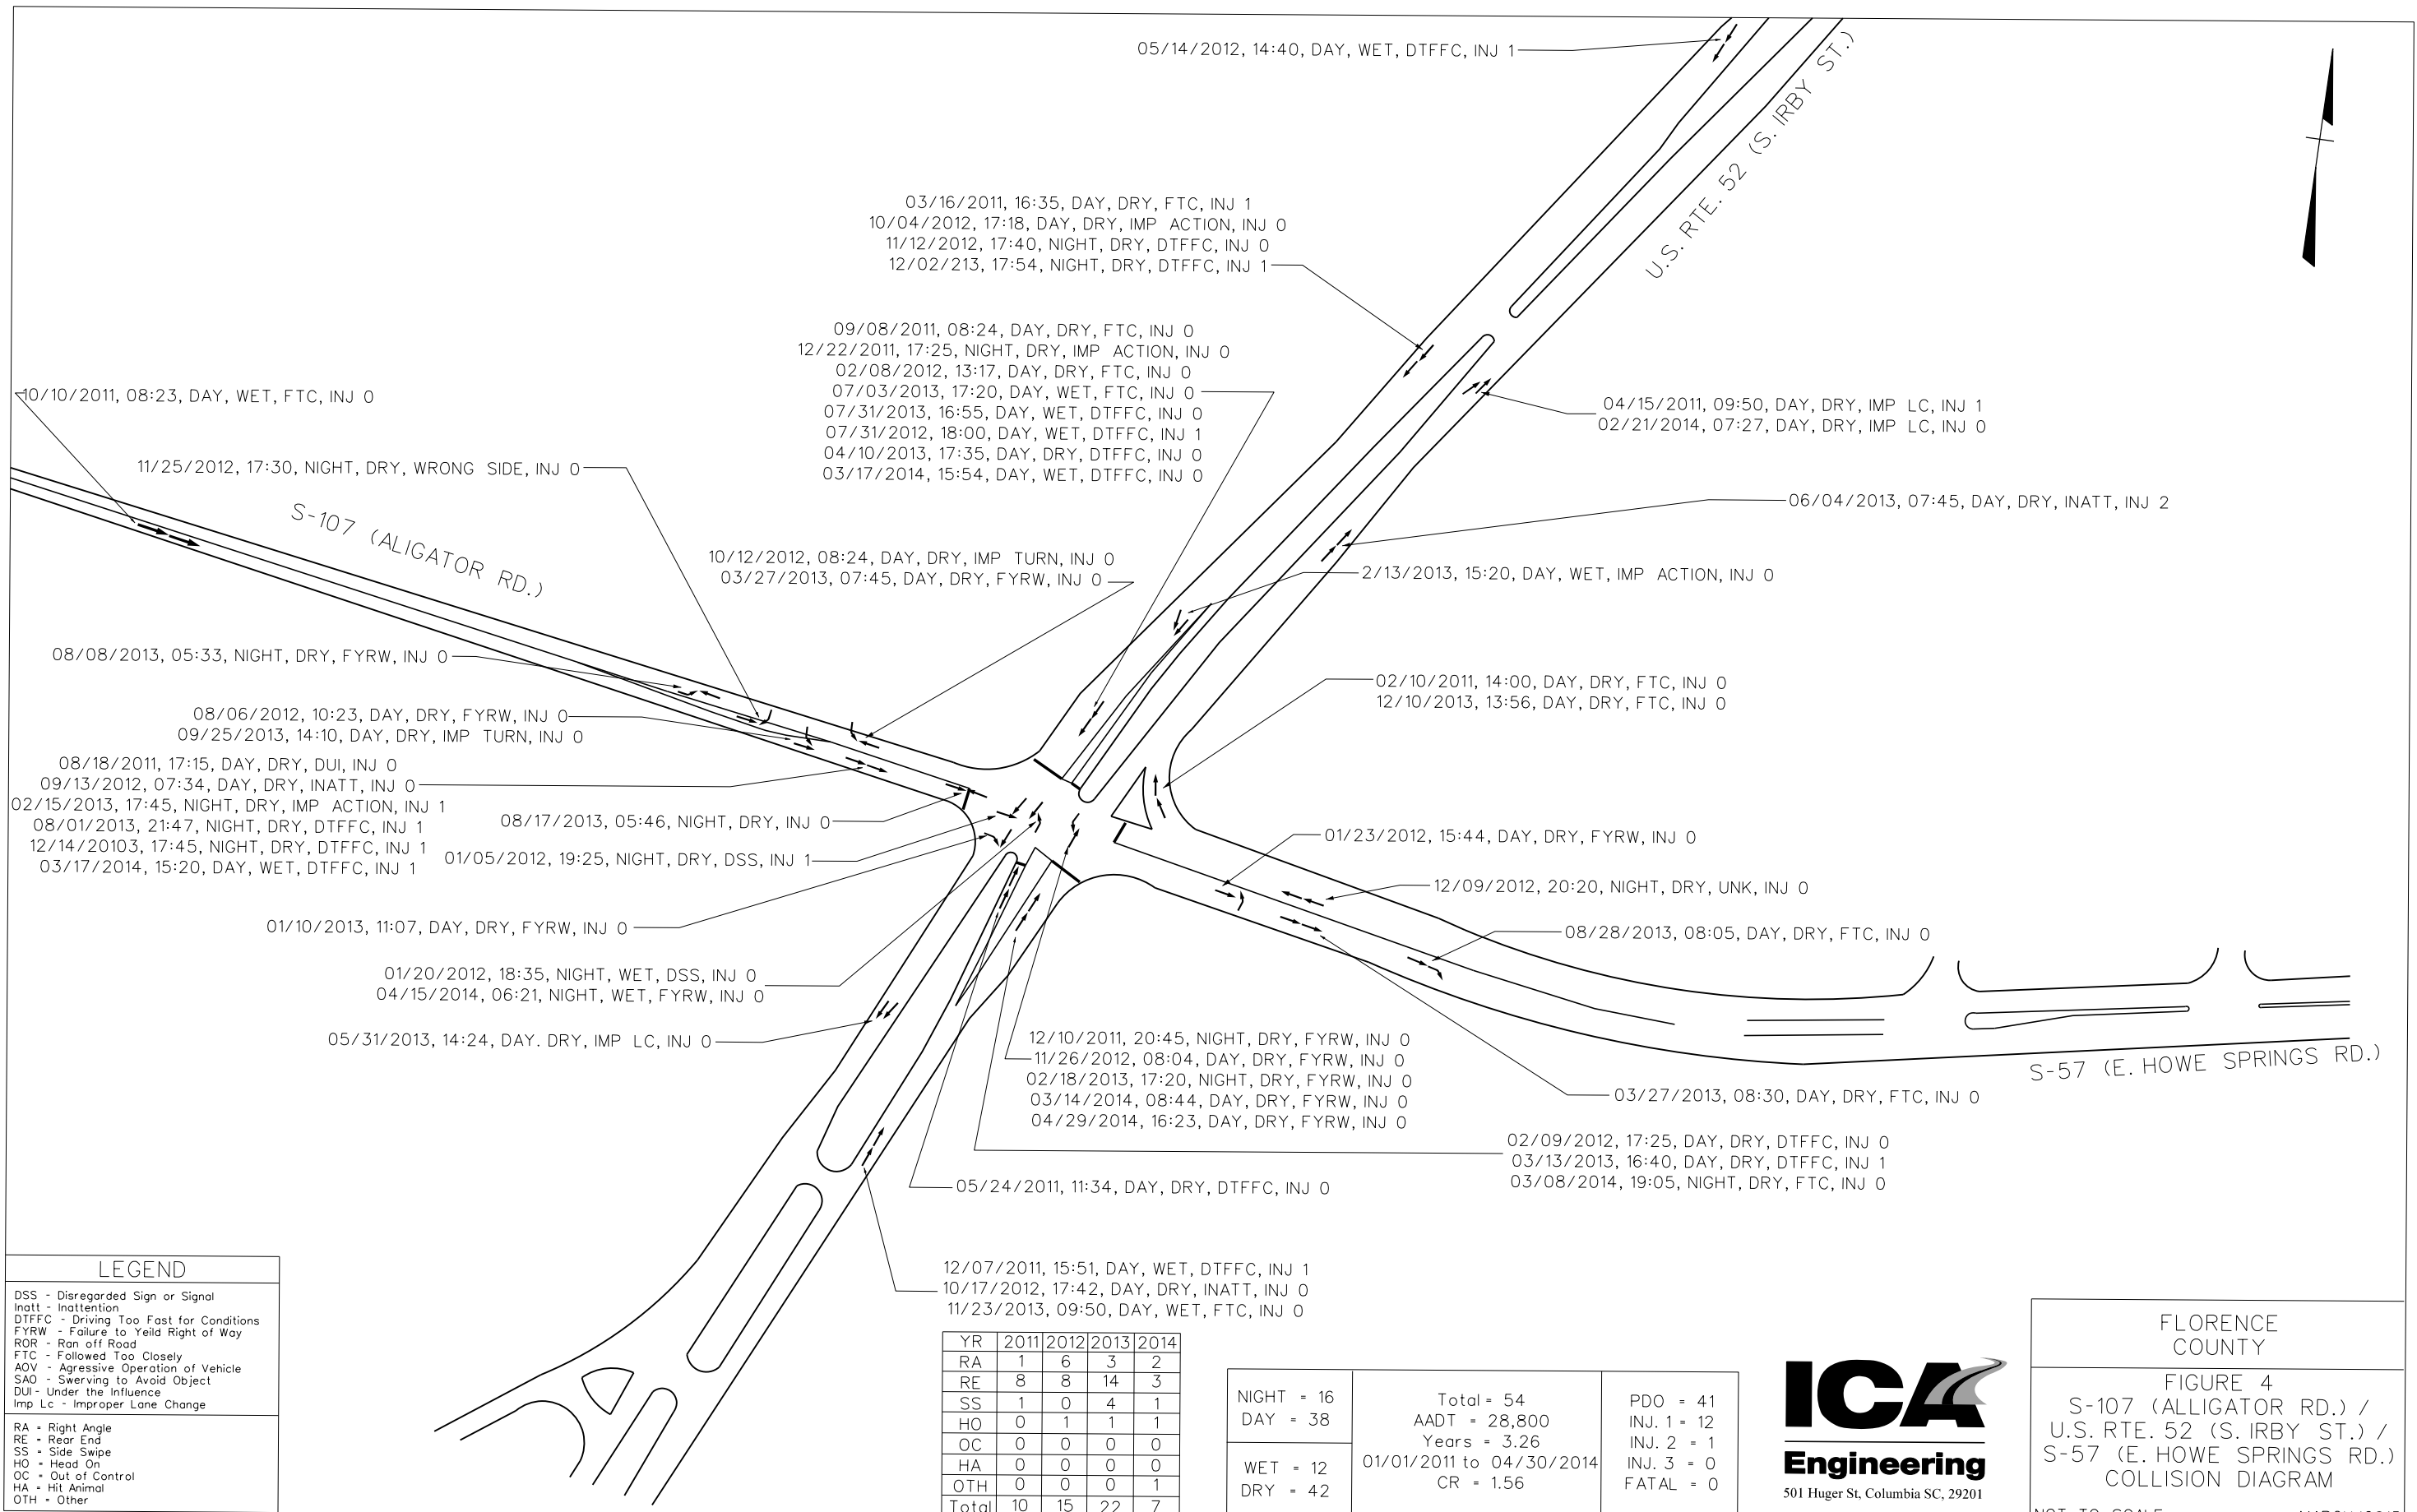 05/14/2012, 14:40, DAY, WET, DTFFC, INJ 1
U.S. RTE. 52 (S. IRBY ST.)
03/16/2011, 16:35, DAY, DRY, FTC, INJ 1
10/04/2012, 17:18, DAY, DRY, IMP ACTION, INJ 0
11/12/2012, 17:40, NIGHT, DRY, DTFFC, INJ 0
12/02/213, 17:54, NIGHT, DRY, DTFFC, INJ 1
09/08/2011, 08:24, DAY, DRY, FTC, INJ 0
12/22/2011, 17:25, NIGHT, DRY, IMP ACTION, INJ 0
02/08/2012, 13:17, DAY, DRY, FTC, INJ 0
07/03/2013, 17:20, DAY, WET, FTC, INJ 0
07/31/2013, 16:55, DAY, WET, DTFFC, INJ 0
07/31/2012, 18:00, DAY, WET, DTFFC, INJ 1
04/10/2013, 17:35, DAY, DRY, DTFFC, INJ 0
03/17/2014, 15:54, DAY, WET, DTFFC, INJ 0
10/10/2011, 08:23, DAY, WET, FTC, INJ 0
04/15/2011, 09:50, DAY, DRY, IMP LC, INJ 1
02/21/2014, 07:27, DAY, DRY, IMP LC, INJ 0
11/25/2012, 17:30, NIGHT, DRY, WRONG SIDE, INJ 0
S-107 (ALIGATOR RD.)
06/04/2013, 07:45, DAY, DRY, INATT, INJ 2
10/12/2012, 08:24, DAY, DRY, IMP TURN, INJ 0
03/27/2013, 07:45, DAY, DRY, FYRW, INJ 0
2/13/2013, 15:20, DAY, WET, IMP ACTION, INJ 0
08/08/2013, 05:33, NIGHT, DRY, FYRW, INJ 0
02/10/2011, 14:00, DAY, DRY, FTC, INJ 0
12/10/2013, 13:56, DAY, DRY, FTC, INJ 0
08/06/2012, 10:23, DAY, DRY, FYRW, INJ 0
09/25/2013, 14:10, DAY, DRY, IMP TURN, INJ 0
08/18/2011, 17:15, DAY, DRY, DUI, INJ 0
09/13/2012, 07:34, DAY, DRY, INATT, INJ 0
02/15/2013, 17:45, NIGHT, DRY, IMP ACTION, INJ 1
08/01/2013, 21:47, NIGHT, DRY, DTFFC, INJ 1
12/14/20103, 17:45, NIGHT, DRY, DTFFC, INJ 1
03/17/2014, 15:20, DAY, WET, DTFFC, INJ 1
08/17/2013, 05:46, NIGHT, DRY, INJ 0
01/05/2012, 19:25, NIGHT, DRY, DSS, INJ 1
01/23/2012, 15:44, DAY, DRY, FYRW, INJ 0
12/09/2012, 20:20, NIGHT, DRY, UNK, INJ 0
01/10/2013, 11:07, DAY, DRY, FYRW, INJ 0
08/28/2013, 08:05, DAY, DRY, FTC, INJ 0
01/20/2012, 18:35, NIGHT, WET, DSS, INJ 0
04/15/2014, 06:21, NIGHT, WET, FYRW, INJ 0
05/31/2013, 14:24, DAY. DRY, IMP LC, INJ 0
12/10/2011, 20:45, NIGHT, DRY, FYRW, INJ 0
11/26/2012, 08:04, DAY, DRY, FYRW, INJ 0
02/18/2013, 17:20, NIGHT, DRY, FYRW, INJ 0
03/14/2014, 08:44, DAY, DRY, FYRW, INJ 0
04/29/2014, 16:23, DAY, DRY, FYRW, INJ 0
S-57 (E. HOWE SPRINGS RD.)
03/27/2013, 08:30, DAY, DRY, FTC, INJ 0
02/09/2012, 17:25, DAY, DRY, DTFFC, INJ 0
03/13/2013, 16:40, DAY, DRY, DTFFC, INJ 1
03/08/2014, 19:05, NIGHT, DRY, FTC, INJ 0
05/24/2011, 11:34, DAY, DRY, DTFFC, INJ 0
12/07/2011, 15:51, DAY, WET, DTFFC, INJ 1
10/17/2012, 17:42, DAY, DRY, INATT, INJ 0
11/23/2013, 09:50, DAY, WET, FTC, INJ 0
LEGEND
DSS - Disregarded Sign or Signal
Inatt - Inattention
DTFFC - Driving Too Fast for Conditions
FYRW - Failure to Yeild Right of Way
ROR - Ran off Road
FTC - Followed Too Closely
AOV - Agressive Operation of Vehicle
SAO - Swerving to Avoid Object
DUI - Under the Influence
Imp Lc - Improper Lane Change
RA = Right Angle
RE = Rear End
SS = Side Swipe
HO = Head On
OC = Out of Control
HA = Hit Animal
OTH = Other
YR 2011 2012 2013 2014
RA 1 6 3 2
RE 8 8 14 3
SS 1 0 4 1
HO 0 1 1 1
OC 0 0 0 0
HA 0 0 0 0
OTH 0 0 0 1
Total 10 15 22 7
NIGHT = 16
DAY = 38
WET = 12
DRY = 42
Total = 54
AADT = 28,800
Years = 3.26
01/01/2011 to 04/30/2014
CR = 1.56
PDO = 41
INJ. 1 = 12
INJ. 2 = 1
INJ. 3 = 0
FATAL = 0
ICA
Engineering
501 Huger St, Columbia SC, 29201
FLORENCE
COUNTY
FIGURE 4
S-107 (ALLIGATOR RD.) /
U.S. RTE. 52 (S. IRBY ST.) /
S-57 (E. HOWE SPRINGS RD.)
COLLISION DIAGRAM
NOT TO SCALE